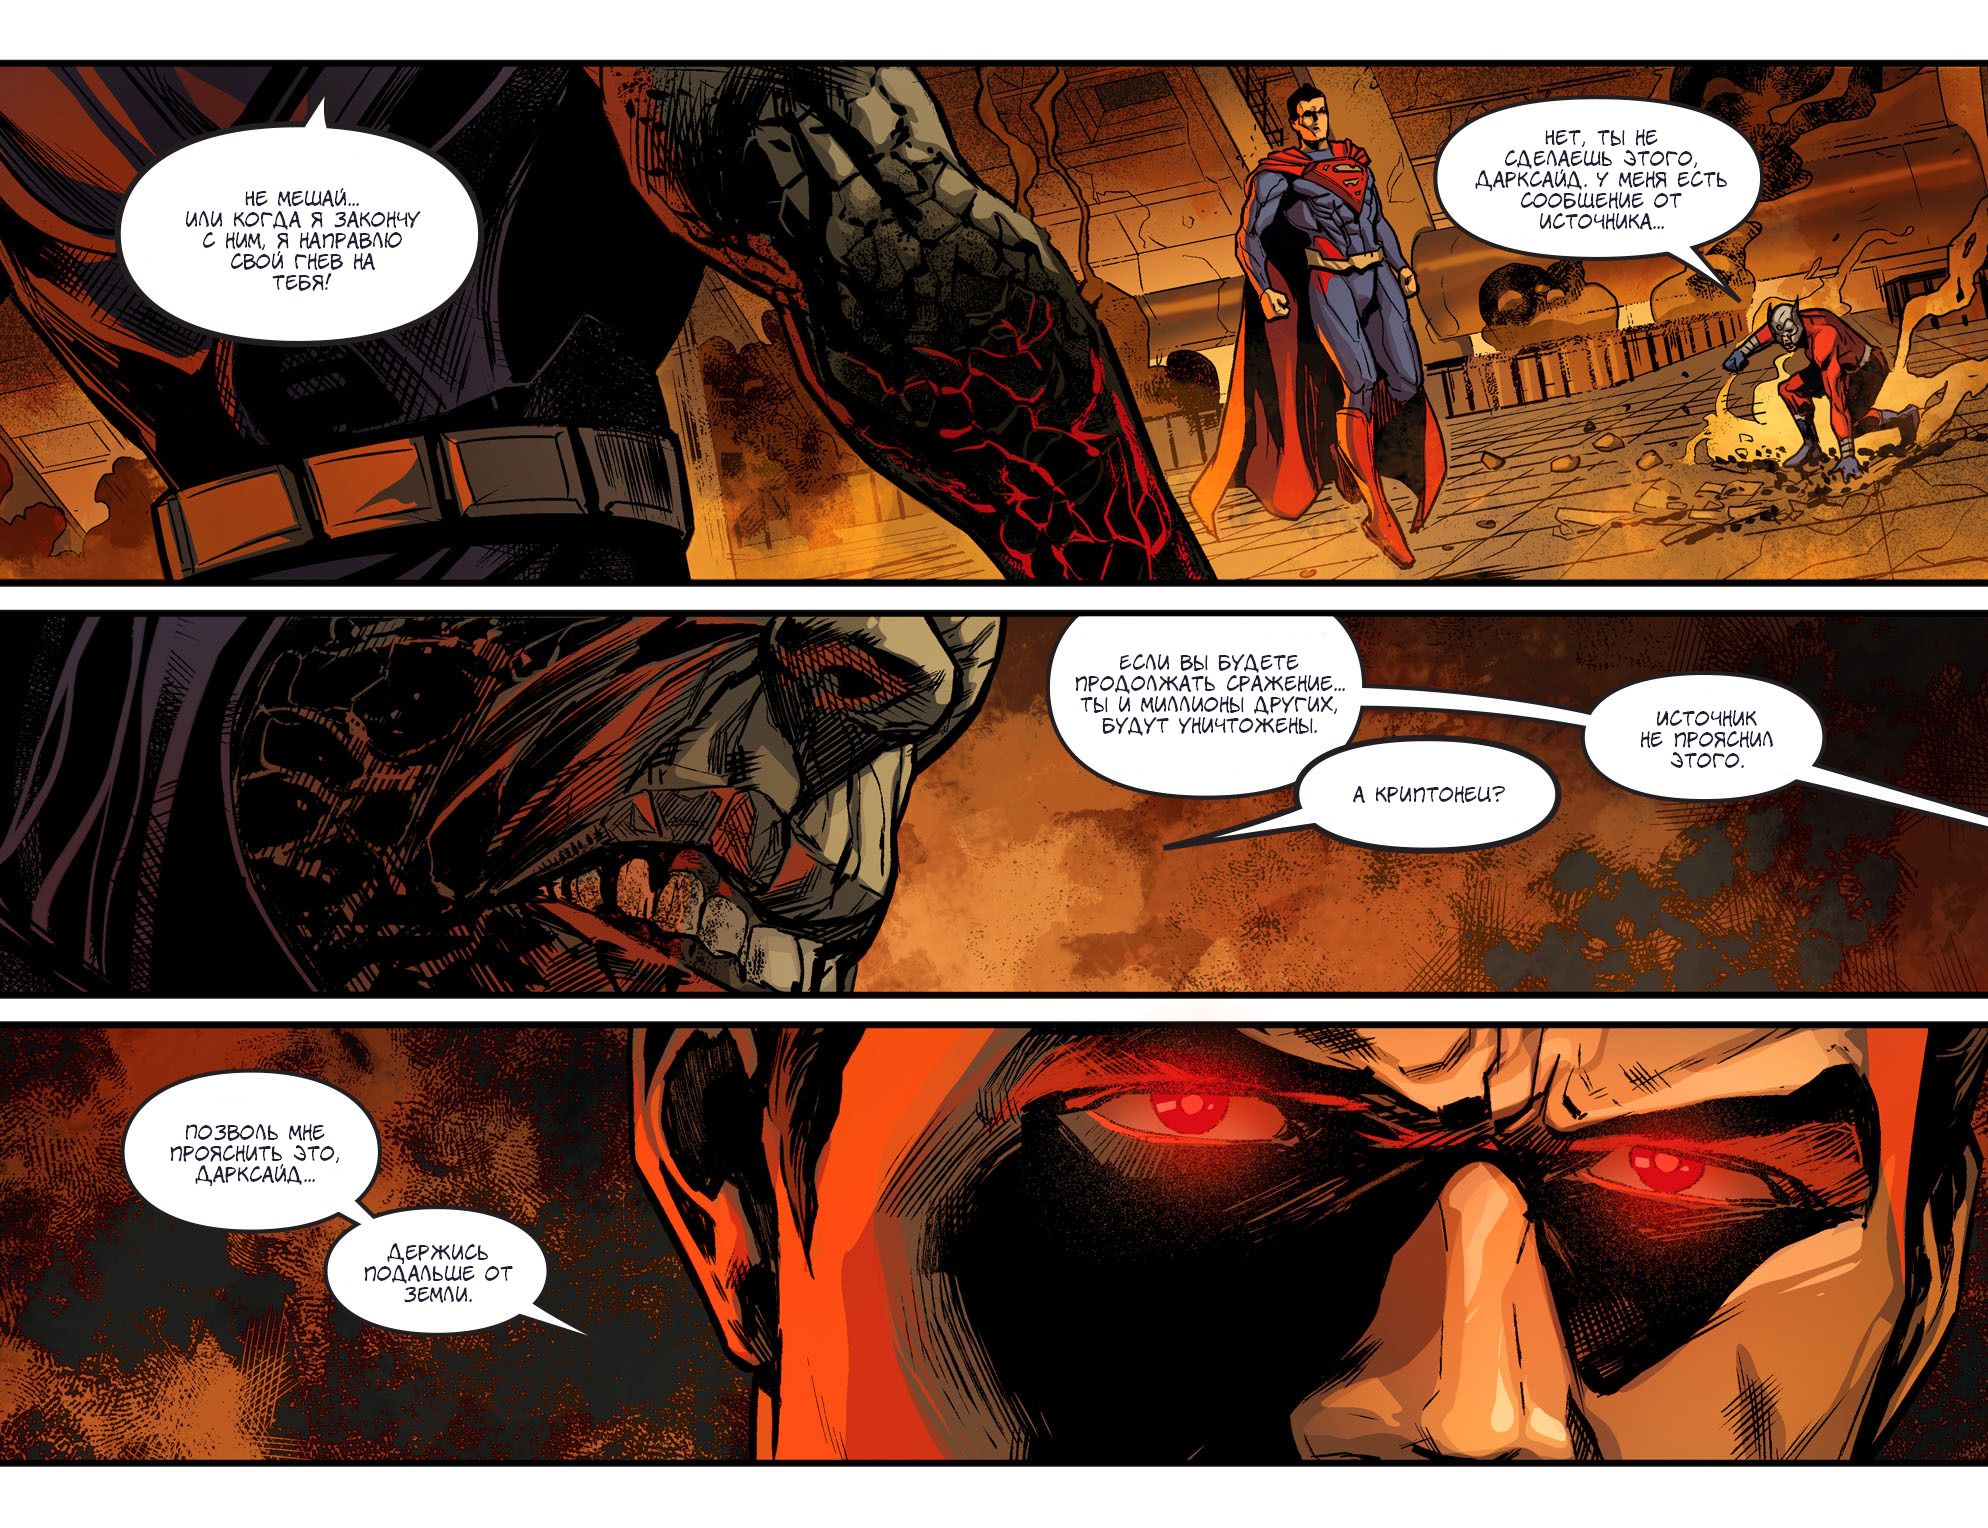 НЕ МЕШАЙ...
ИЛИ КОГДА Я ЗАКОНЧУ
С НИМ, Я НАПРАВЛЮ
СВОЙ ГНЕВ НА
ТЕБЯ!
НЕТ, ТЫ НЕ
СДЕЛАЕШЬ ЭТОГО,
ДАРКСАЙД. У МЕНЯ ЕСТЬ
СООБЩЕНИЕ ОТ
ИСТОЧНИКА...
ЕСЛИ ВЫ БУДЕТЕ
ПРОДОЛЖАТЬ СРАЖЕНИЕ...
ТЫ И МИЛЛИОНЫ ДРУГИХ,
БУДУТ УНИЧТОЖЕНЫ.
А КРИПТОНЕЦ?
ИСТОЧНИК
НЕ ПРОЯСНИЛ
ЭТОГО.
ПОЗВОЛЬ МНЕ
ПРОЯСНИТЬ ЭТО,
ДАРКСАЙД...
ДЕРЖИСЬ
ПОДАЛЬШЕ ОТ
ЗЕМЛИ.